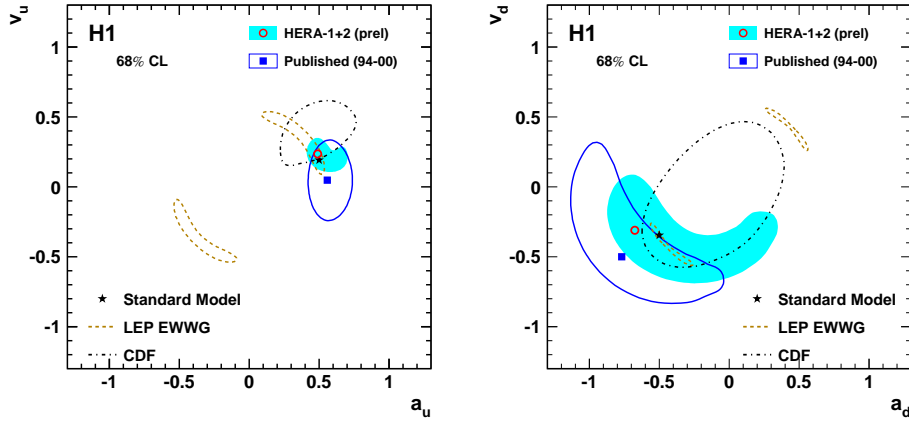 v_u
H1
68% CL
HERA-1+2 (prel)
Published (94-00)
1
0.5
0
-0.5
-1
Standard Model
LEP EWWG
CDF
-1
-0.5
0
0.5
1
a_u
v_d
H1
68% CL
HERA-1+2 (prel)
Published (94-00)
1
0.5
0
-0.5
-1
Standard Model
LEP EWWG
CDF
-1
-0.5
0
0.5
1
a_d